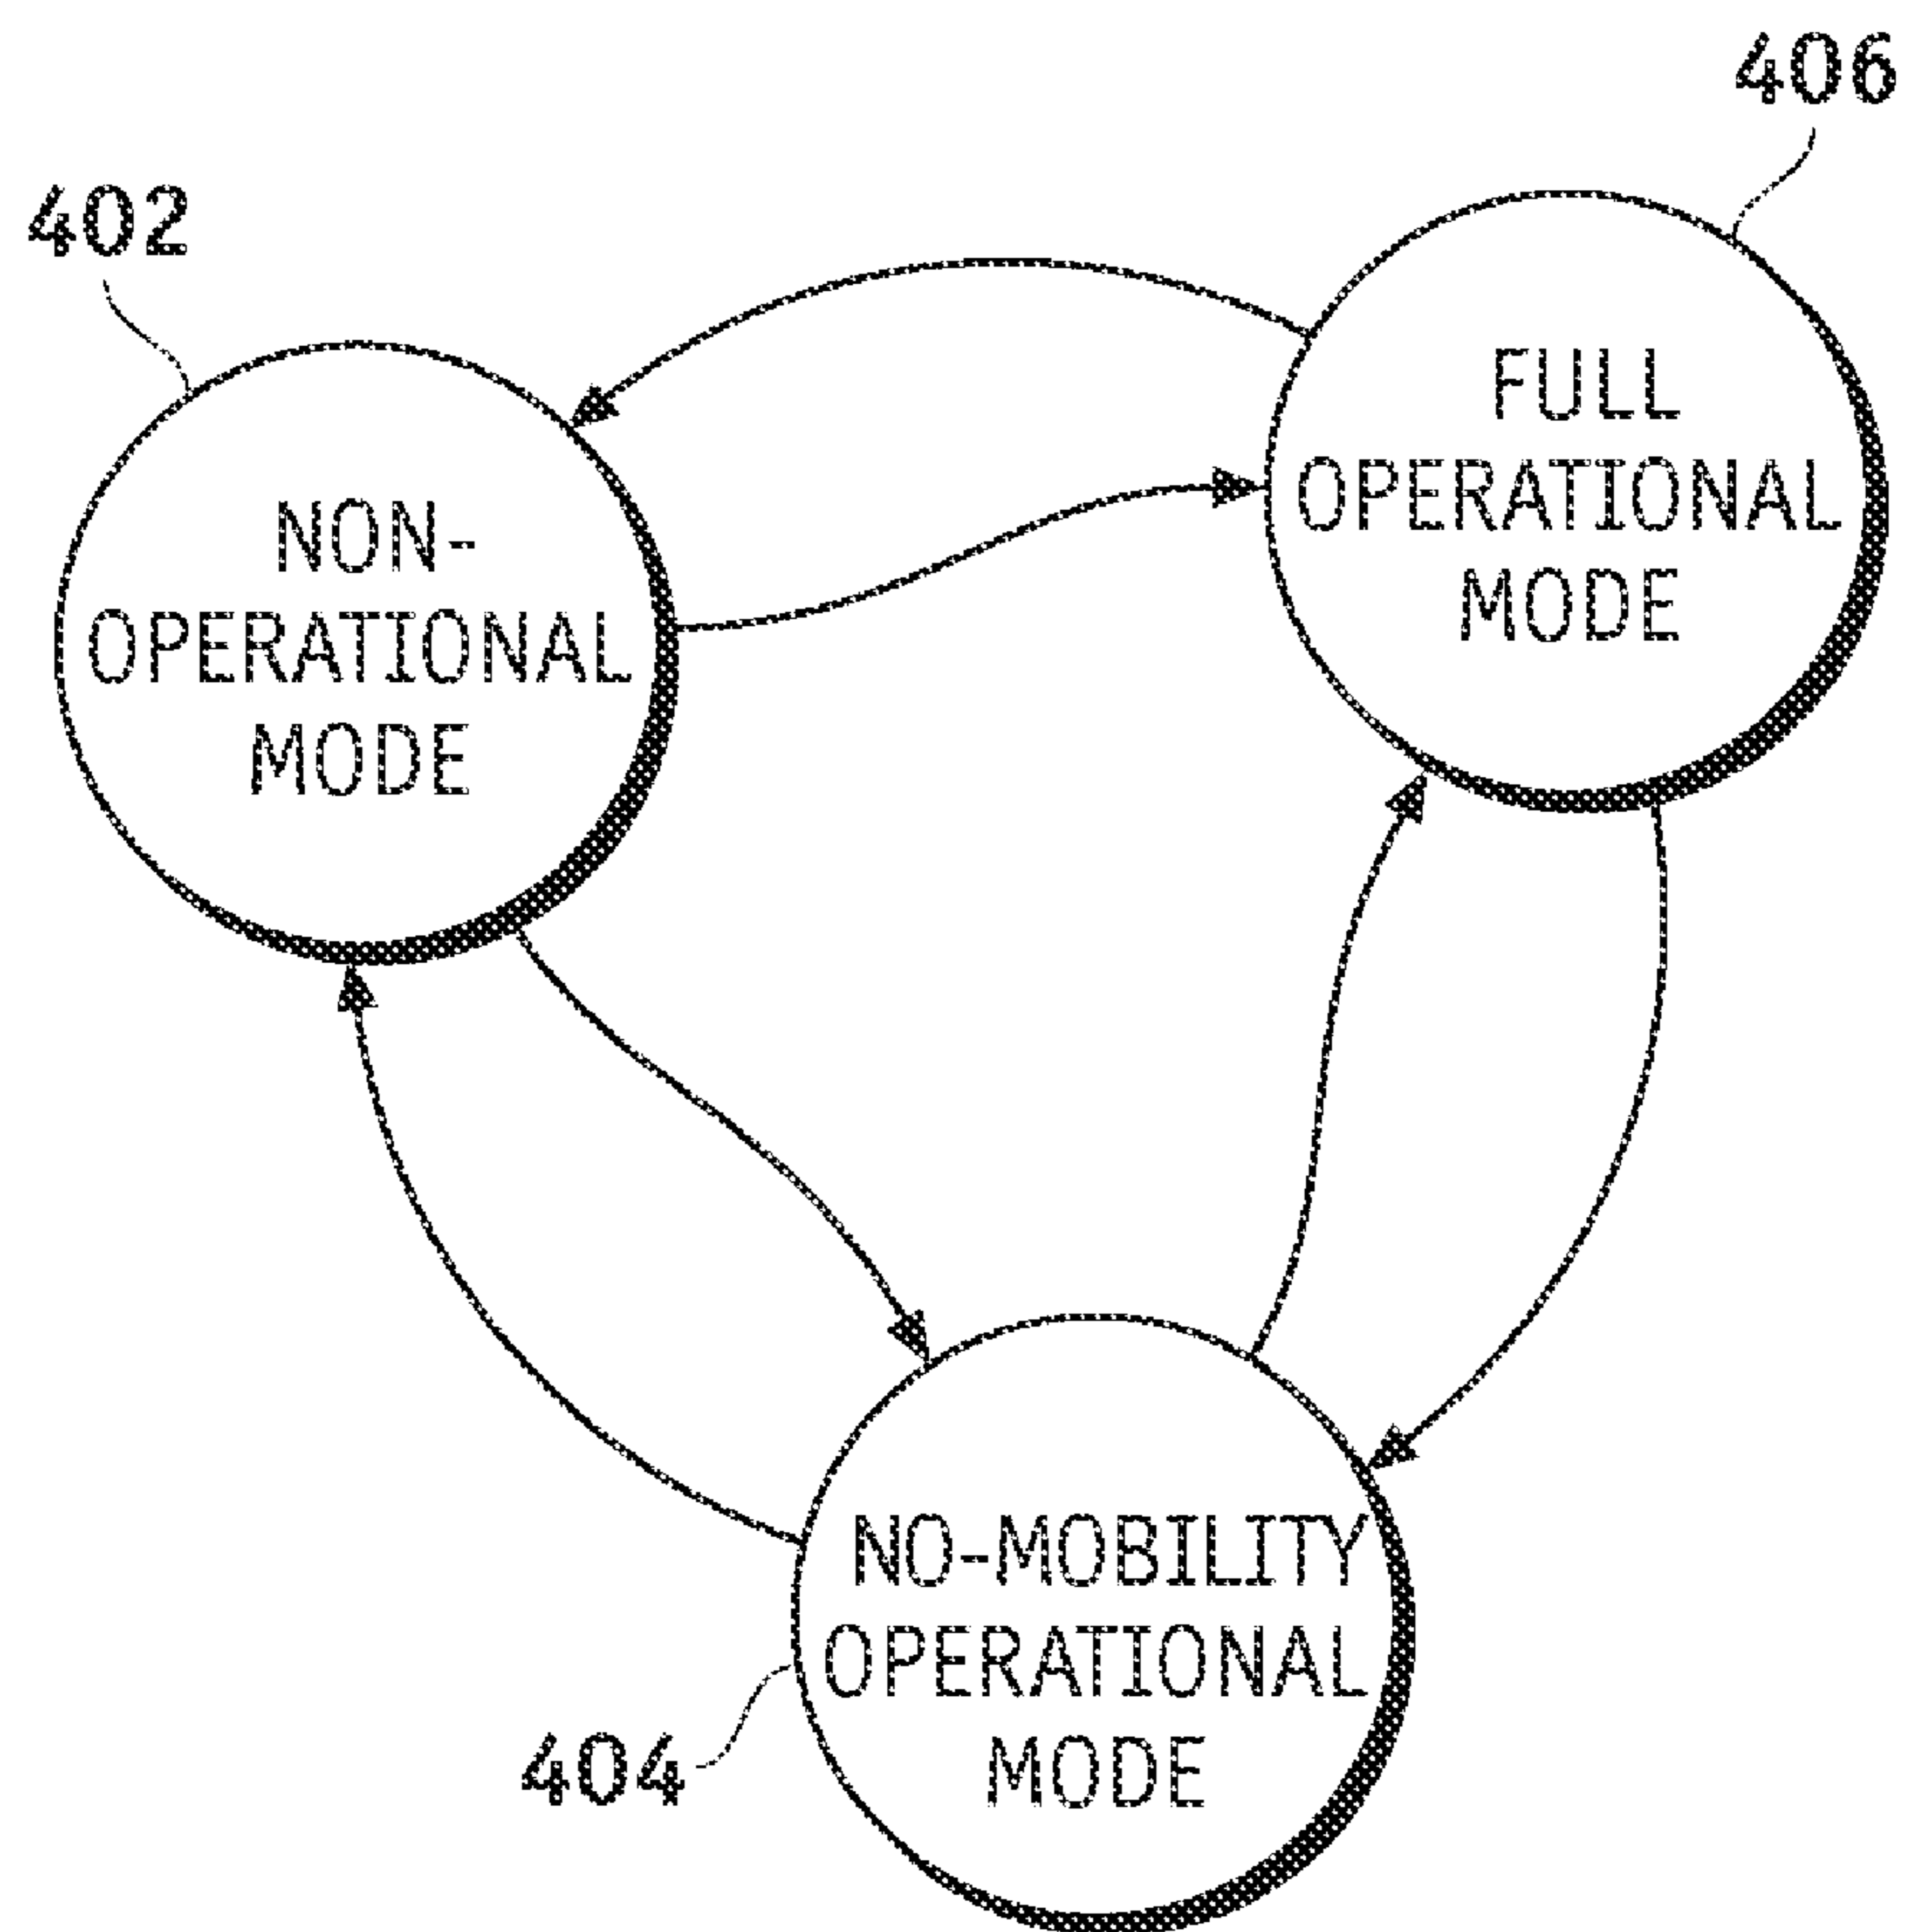 406
402
FULL
OPERATIONAL
MODE
NON-
OPERATIONAL
MODE
NO-MOBILITY
OPERATIONAL
MODE
404